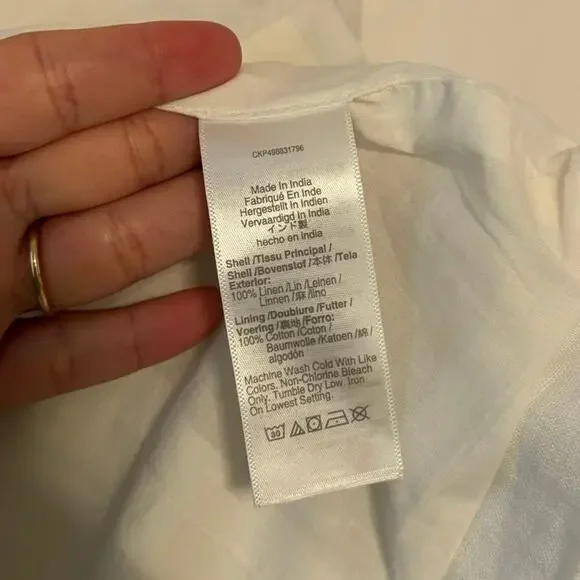 CKP498831796
Made In India
Fabriqué En Inde
Hergestellt In Indien
Vervaardigd In India
インド製
hecho en India
Shell /Tissu Principal /
Shell /Bovenstof /本体 /Tela
Exterior:
100% Linen /Lin /Leinen /
Linnen /麻 /lino
Lining /Doublure /Futter /
Voering /裏地 /Forro:
100% Cotton /Coton /
Baumwolle /Katoen /綿 /
algodón
Machine Wash Cold With Like
Colors. Non-Chlorine Bleach
Only. Tumble Dry Low. Iron
On Lowest Setting.
30